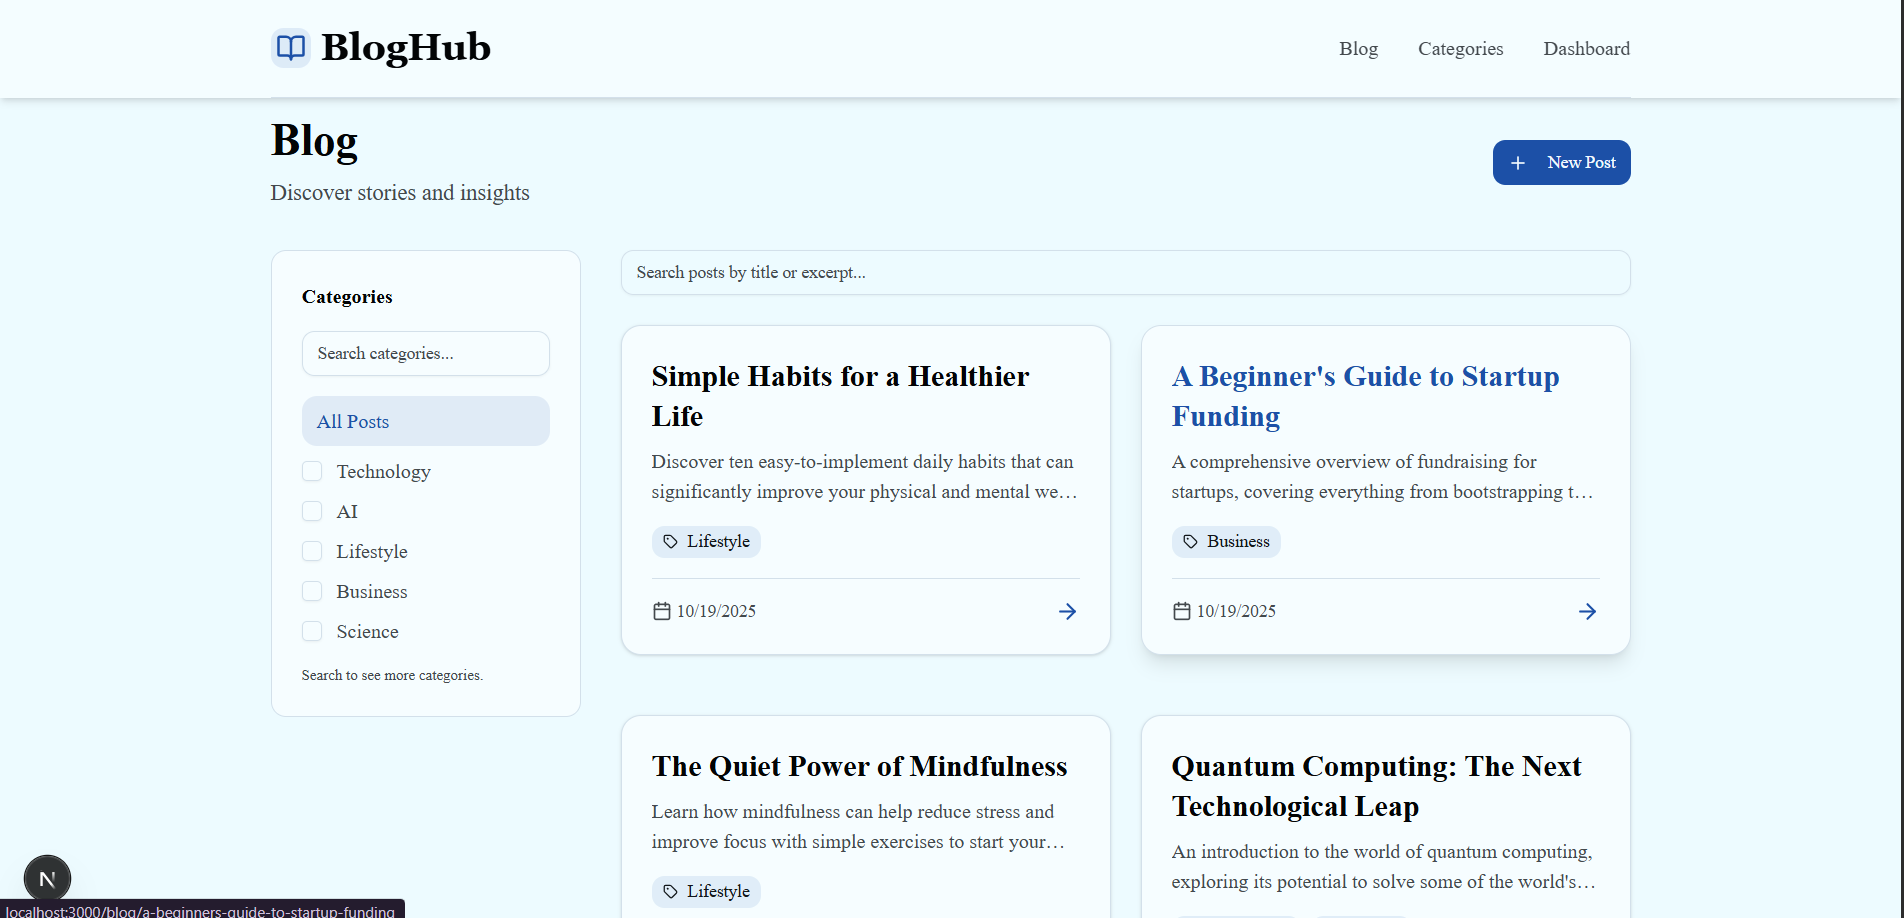 BlogHub
Blog
Categories
Dashboard
Blog
Discover stories and insights
New Post
Categories
Search categories...
All Posts
Technology
AI
Lifestyle
Business
Science
Search to see more categories.
Search posts by title or excerpt...
Simple Habits for a Healthier
Life
Discover ten easy-to-implement daily habits that can
significantly improve your physical and mental we…
Lifestyle
10/19/2025
A Beginner's Guide to Startup
Funding
A comprehensive overview of fundraising for
startups, covering everything from bootstrapping t…
Business
10/19/2025
The Quiet Power of Mindfulness
Learn how mindfulness can help reduce stress and
improve focus with simple exercises to start your…
Lifestyle
Quantum Computing: The Next
Technological Leap
An introduction to the world of quantum computing,
exploring its potential to solve some of the world's…
N
localhost:3000/blog/a-beginners-guide-to-startup-funding